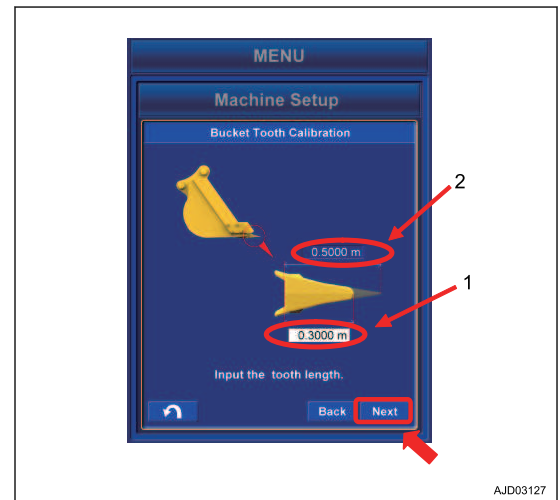 MENU
Machine Setup
Bucket Tooth Calibration
2
0.5000 m
1
0.3000 m
Input the tooth length.
Back Next
AJD03127